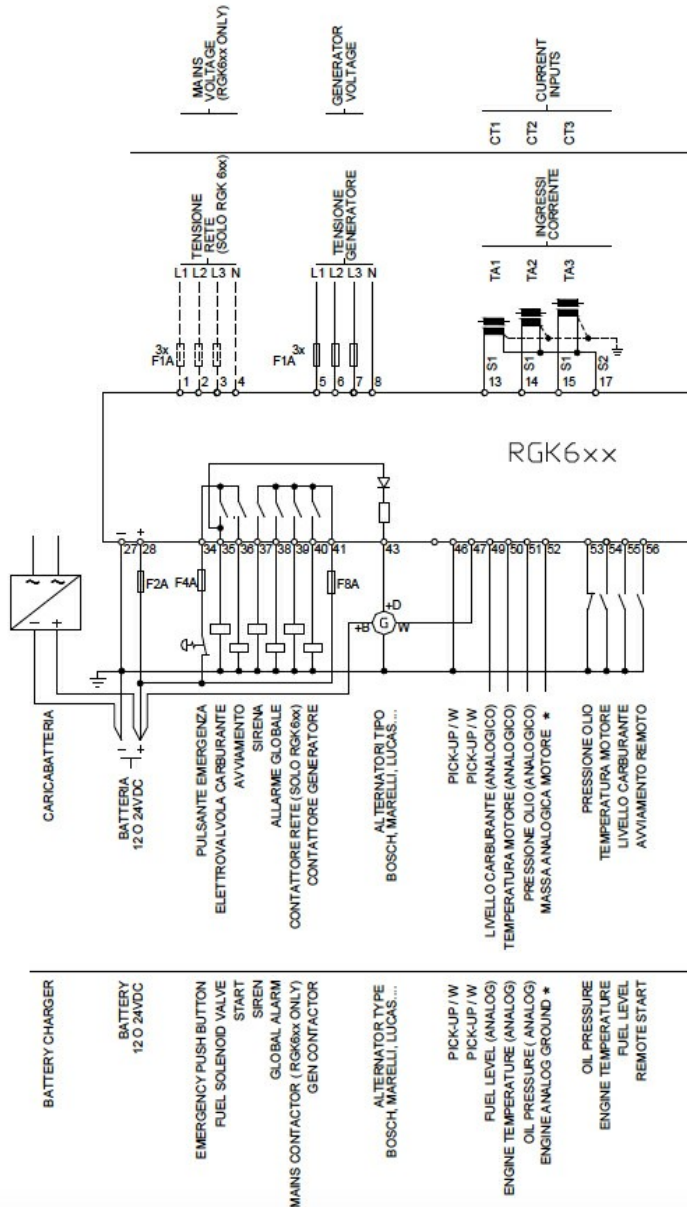 MAINS
VOLTAGE
(RGK6xx ONLY)
GENERATOR
VOLTAGE
CURRENT
INPUTS
CT1
CT2
CT3
TENSIONE
RETE
(SOLO RGK 6xx)
TENSIONE
GENERATORE
INGRESSI
CORRENTE
TA1
TA2
TA3
L1 L2 L3 N
L1 L2 L3 N
3x
F1A
3x
F1A
S1
S1
S1
S2
1 2 3 4
5 6 7 8
13 14 15 17
RGK6xx
- +
27 28 34 35 36 37 38 39 40 41 43 46 47 49 50 51 52 53 54 55 56
F2A
F4A
F8A
~ ~
- +
+D
+B
G
W
CARICABATTERIA
- +
BATTERIA
12 O 24VDC
PULSANTE EMERGENZA
ELETTROVALVOLA CARBURANTE
AVVIAMENTO
SIRENA
ALLARME GLOBALE
CONTATTORE RETE (SOLO RGK6xx)
CONTATTORE GENERATORE
ALTERNATORI TIPO
BOSCH, MARELLI, LUCAS....
PICK-UP / W
PICK-UP / W
LIVELLO CARBURANTE (ANALOGICO)
TEMPERATURA MOTORE (ANALOGICO)
PRESSIONE OLIO (ANALOGICO)
MASSA ANALOGICA MOTORE *
PRESSIONE OLIO
TEMPERATURA MOTORE
LIVELLO CARBURANTE
AVVIAMENTO REMOTO
BATTERY CHARGER
BATTERY
12 O 24VDC
EMERGENCY PUSH BUTTON
FUEL SOLENOID VALVE
START
SIREN
GLOBAL ALARM
MAINS CONTACTOR ( RGK6xx ONLY)
GEN CONTACTOR
ALTERNATOR TYPE
BOSCH, MARELLI, LUCAS....
PICK-UP / W
PICK-UP / W
FUEL LEVEL (ANALOG)
ENGINE TEMPERATURE (ANALOG)
OIL PRESSURE ( ANALOG)
ENGINE ANALOG GROUND *
OIL PRESSURE
ENGINE TEMPERATURE
FUEL LEVEL
REMOTE START